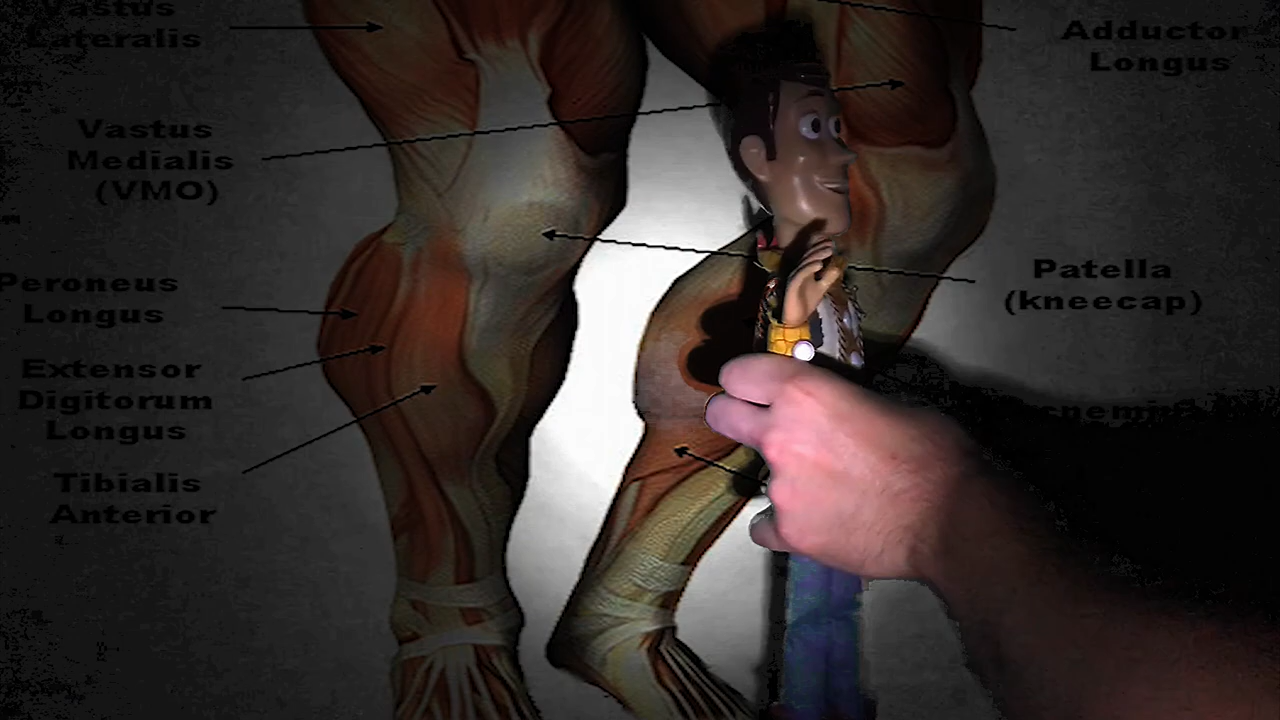 Vastus
Lateralis
Adductor
Longus
Vastus
Medialis
(VMO)
Patella
(kneecap)
Peroneus
Longus
Extensor
Digitorum
Longus
Tibialis
Anterior